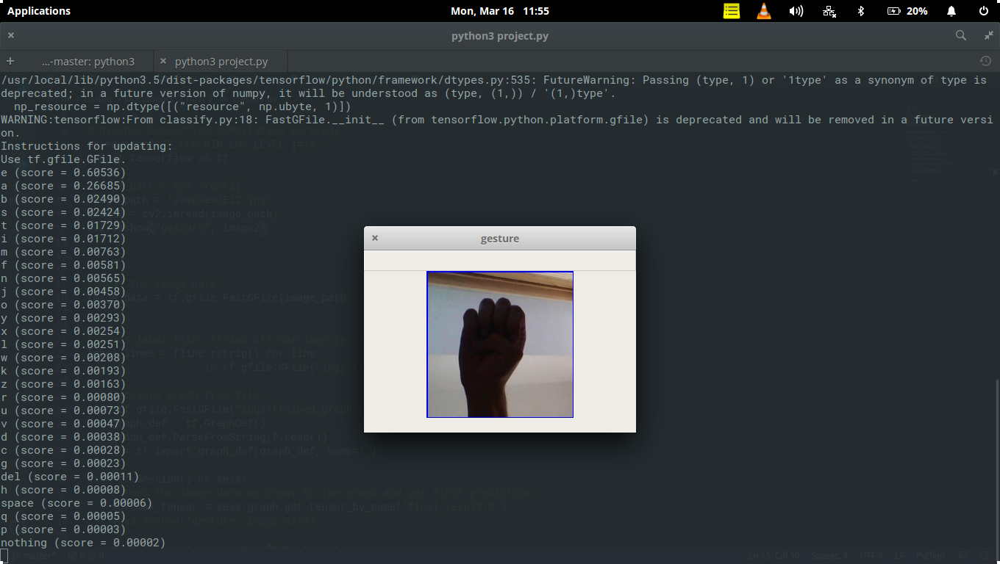 Applications
Mon, Mar 16 11:55
20%
python3 project.py
...-master: python3
python3 project.py
/usr/local/lib/python3.5/dist-packages/tensorflow/python/framework/dtypes.py:535: FutureWarning: Passing (type, 1) or '1type' as a synonym of type is
deprecated; in a future version of numpy, it will be understood as (type, (1,)) / '(1,)type'.
np_resource = np.dtype([("resource", np.ubyte, 1)])
WARNING:tensorflow:From classify.py:18: FastGFile.__init__ (from tensorflow.python.platform.gfile) is deprecated and will be removed in a future versi
on.
Instructions for updating:
Use tf.gfile.GFile.
e (score = 0.60536)
a (score = 0.26685)
b (score = 0.02490)
s (score = 0.02424)
t (score = 0.01729)
i (score = 0.01712)
m (score = 0.00763)
f (score = 0.00581)
n (score = 0.00565)
j (score = 0.00458)
o (score = 0.00370)
y (score = 0.00293)
x (score = 0.00254)
l (score = 0.00251)
w (score = 0.00208)
k (score = 0.00193)
z (score = 0.00163)
r (score = 0.00080)
u (score = 0.00073)
v (score = 0.00047)
d (score = 0.00038)
c (score = 0.00028)
g (score = 0.00023)
del (score = 0.00011)
h (score = 0.00008)
space (score = 0.00006)
q (score = 0.00005)
p (score = 0.00003)
nothing (score = 0.00002)
gesture